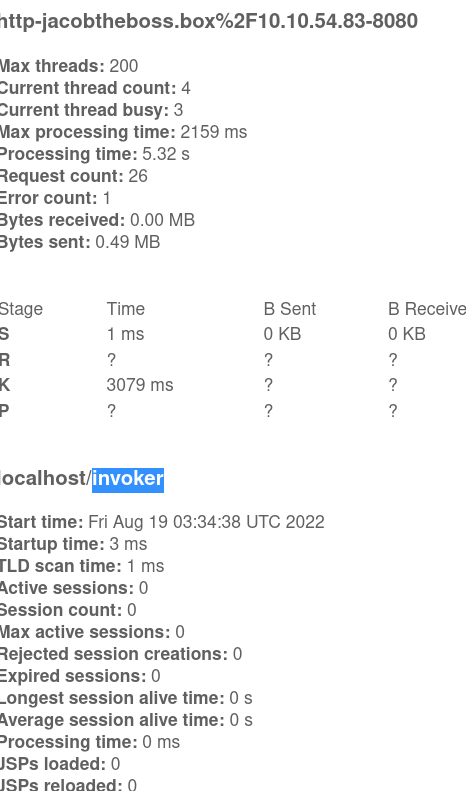 http-jacobtheboss.box%2F10.10.54.83-8080
Max threads: 200
Current thread count: 4
Current thread busy: 3
Max processing time: 2159 ms
Processing time: 5.32 s
Request count: 26
Error count: 1
Bytes received: 0.00 MB
Bytes sent: 0.49 MB
Stage Time B Sent B Receive
S 1 ms 0 KB 0 KB
R ? ? ?
K 3079 ms ? ?
P ? ? ?
localhost/invoker
Start time: Fri Aug 19 03:34:38 UTC 2022
Startup time: 3 ms
TLD scan time: 1 ms
Active sessions: 0
Session count: 0
Max active sessions: 0
Rejected session creations: 0
Expired sessions: 0
Longest session alive time: 0 s
Average session alive time: 0 s
Processing time: 0 ms
JSPs loaded: 0
JSPs reloaded: 0